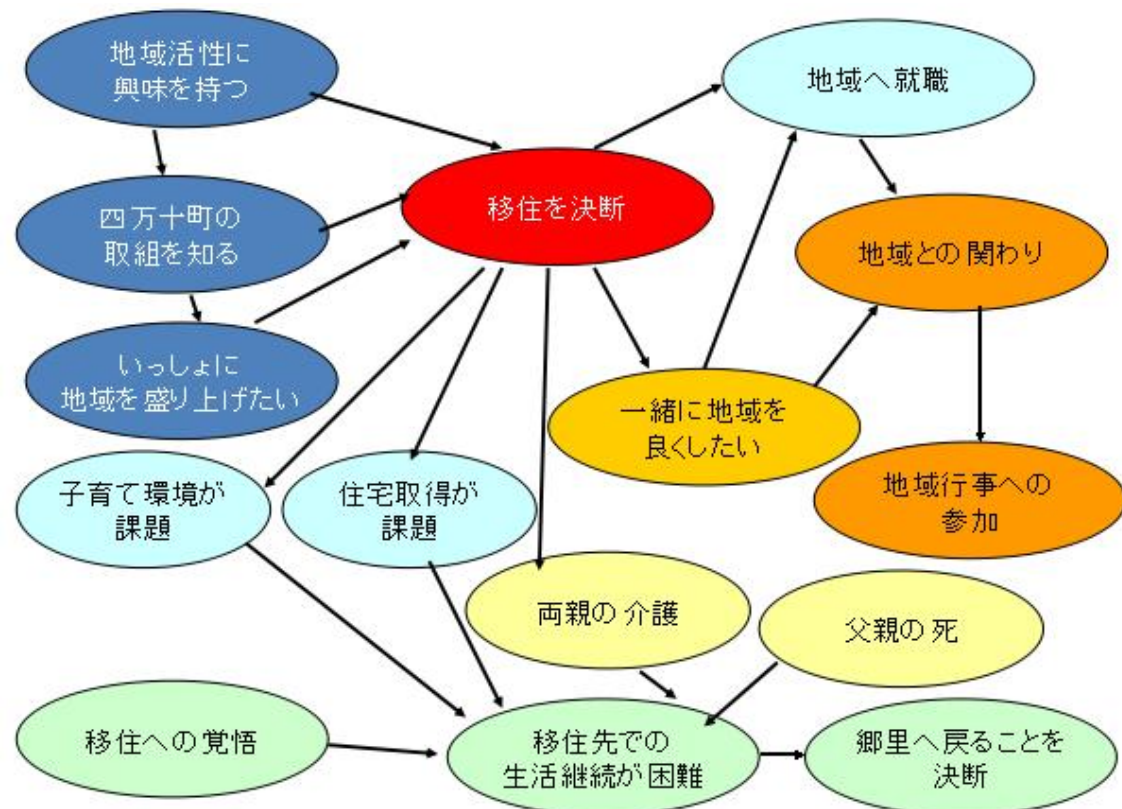 地域活性に
興味を持つ
地域へ就職
四万十町の
取組を知る
移住を決断
地域との関わり
いっしょに
地域を盛り上げたい
一緒に地域を
良くしたい
子育て環境が
課題
住宅取得が
課題
地域行事への
参加
両親の介護
父親の死
移住への覚悟
移住先での
生活継続が困難
郷里へ戻ることを
決断